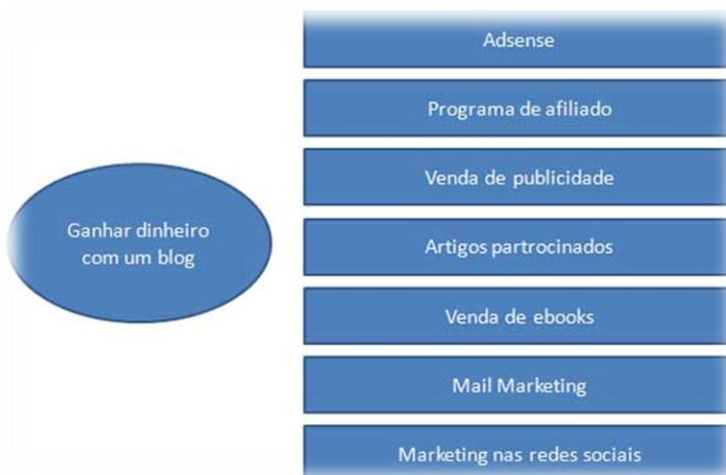 Ganhar dinheiro
com um blog
Adsense
Programa de afiliado
Venda de publicidade
Artigos partrocinados
Venda de ebooks
Mail Marketing
Marketing nas redes sociais